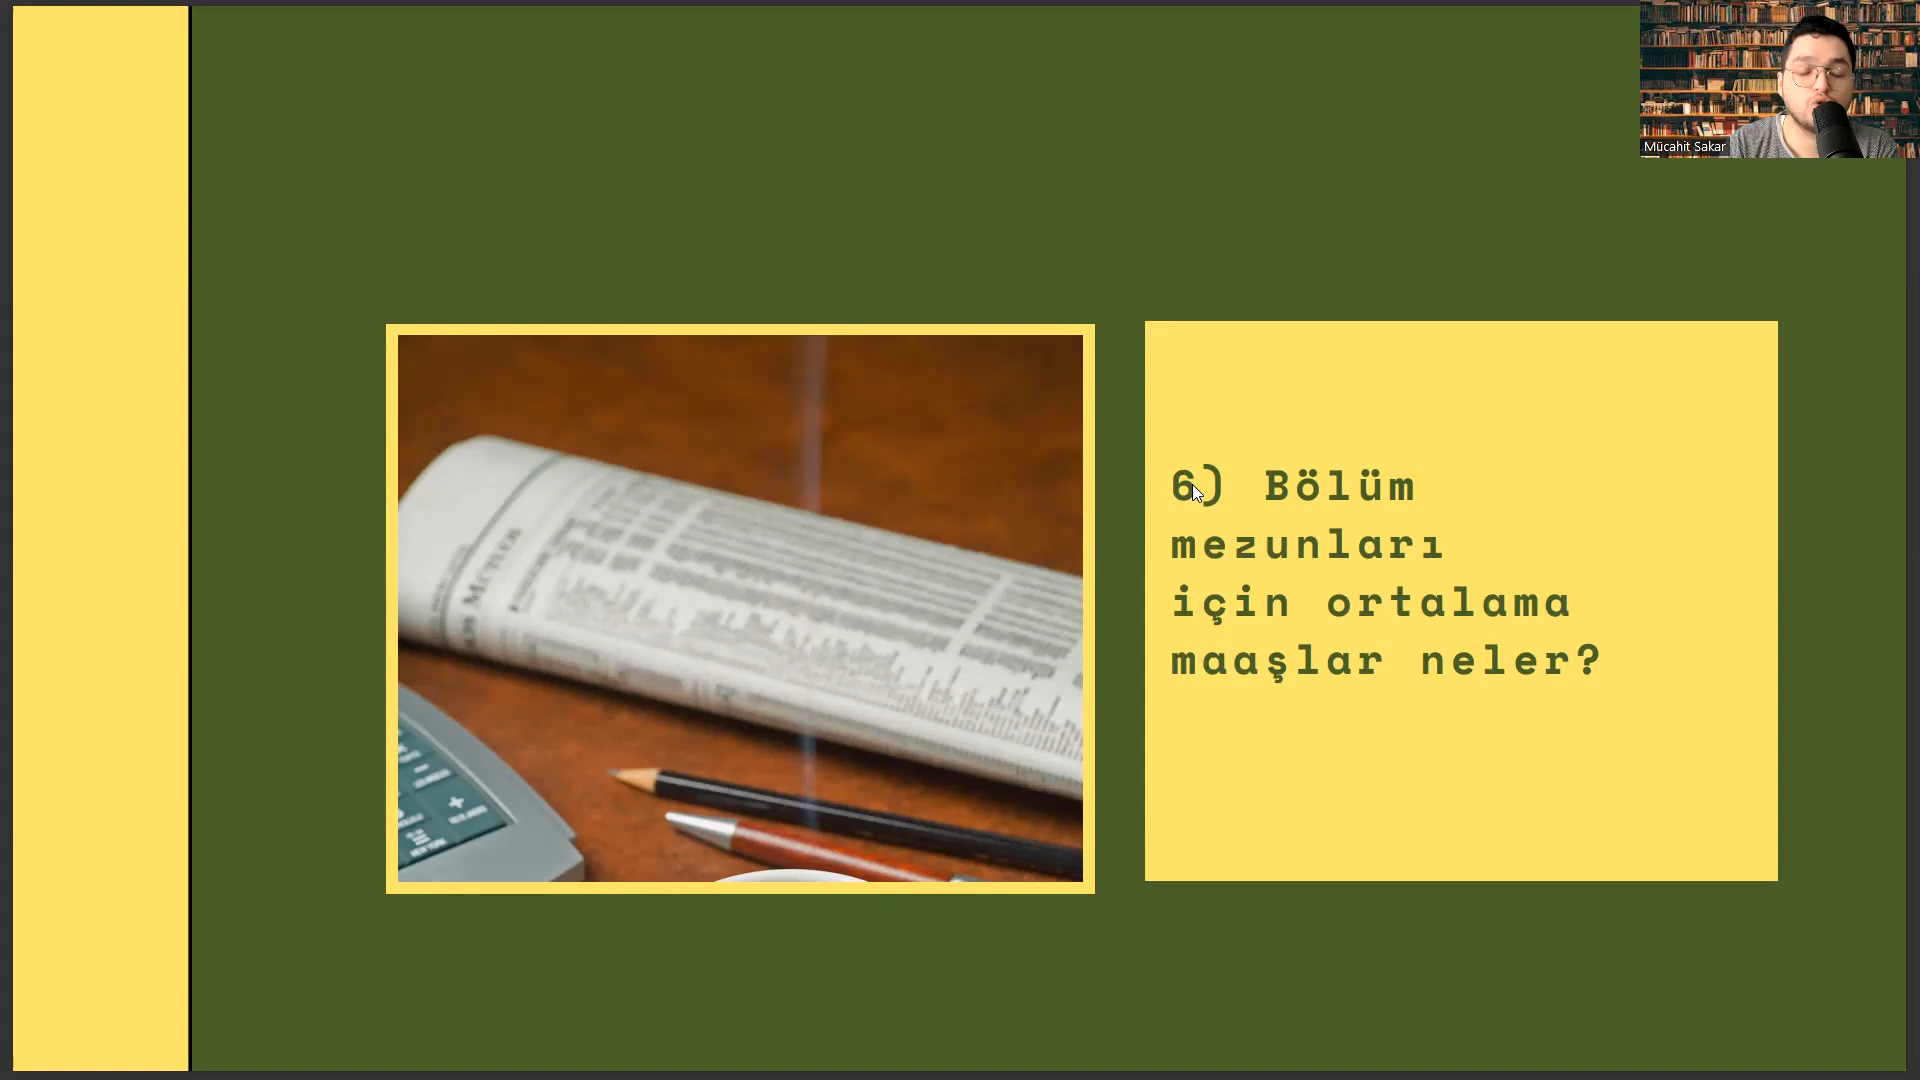 Mücahit Sakar
6) Bölüm
mezunları
için ortalama
maaşlar neler?